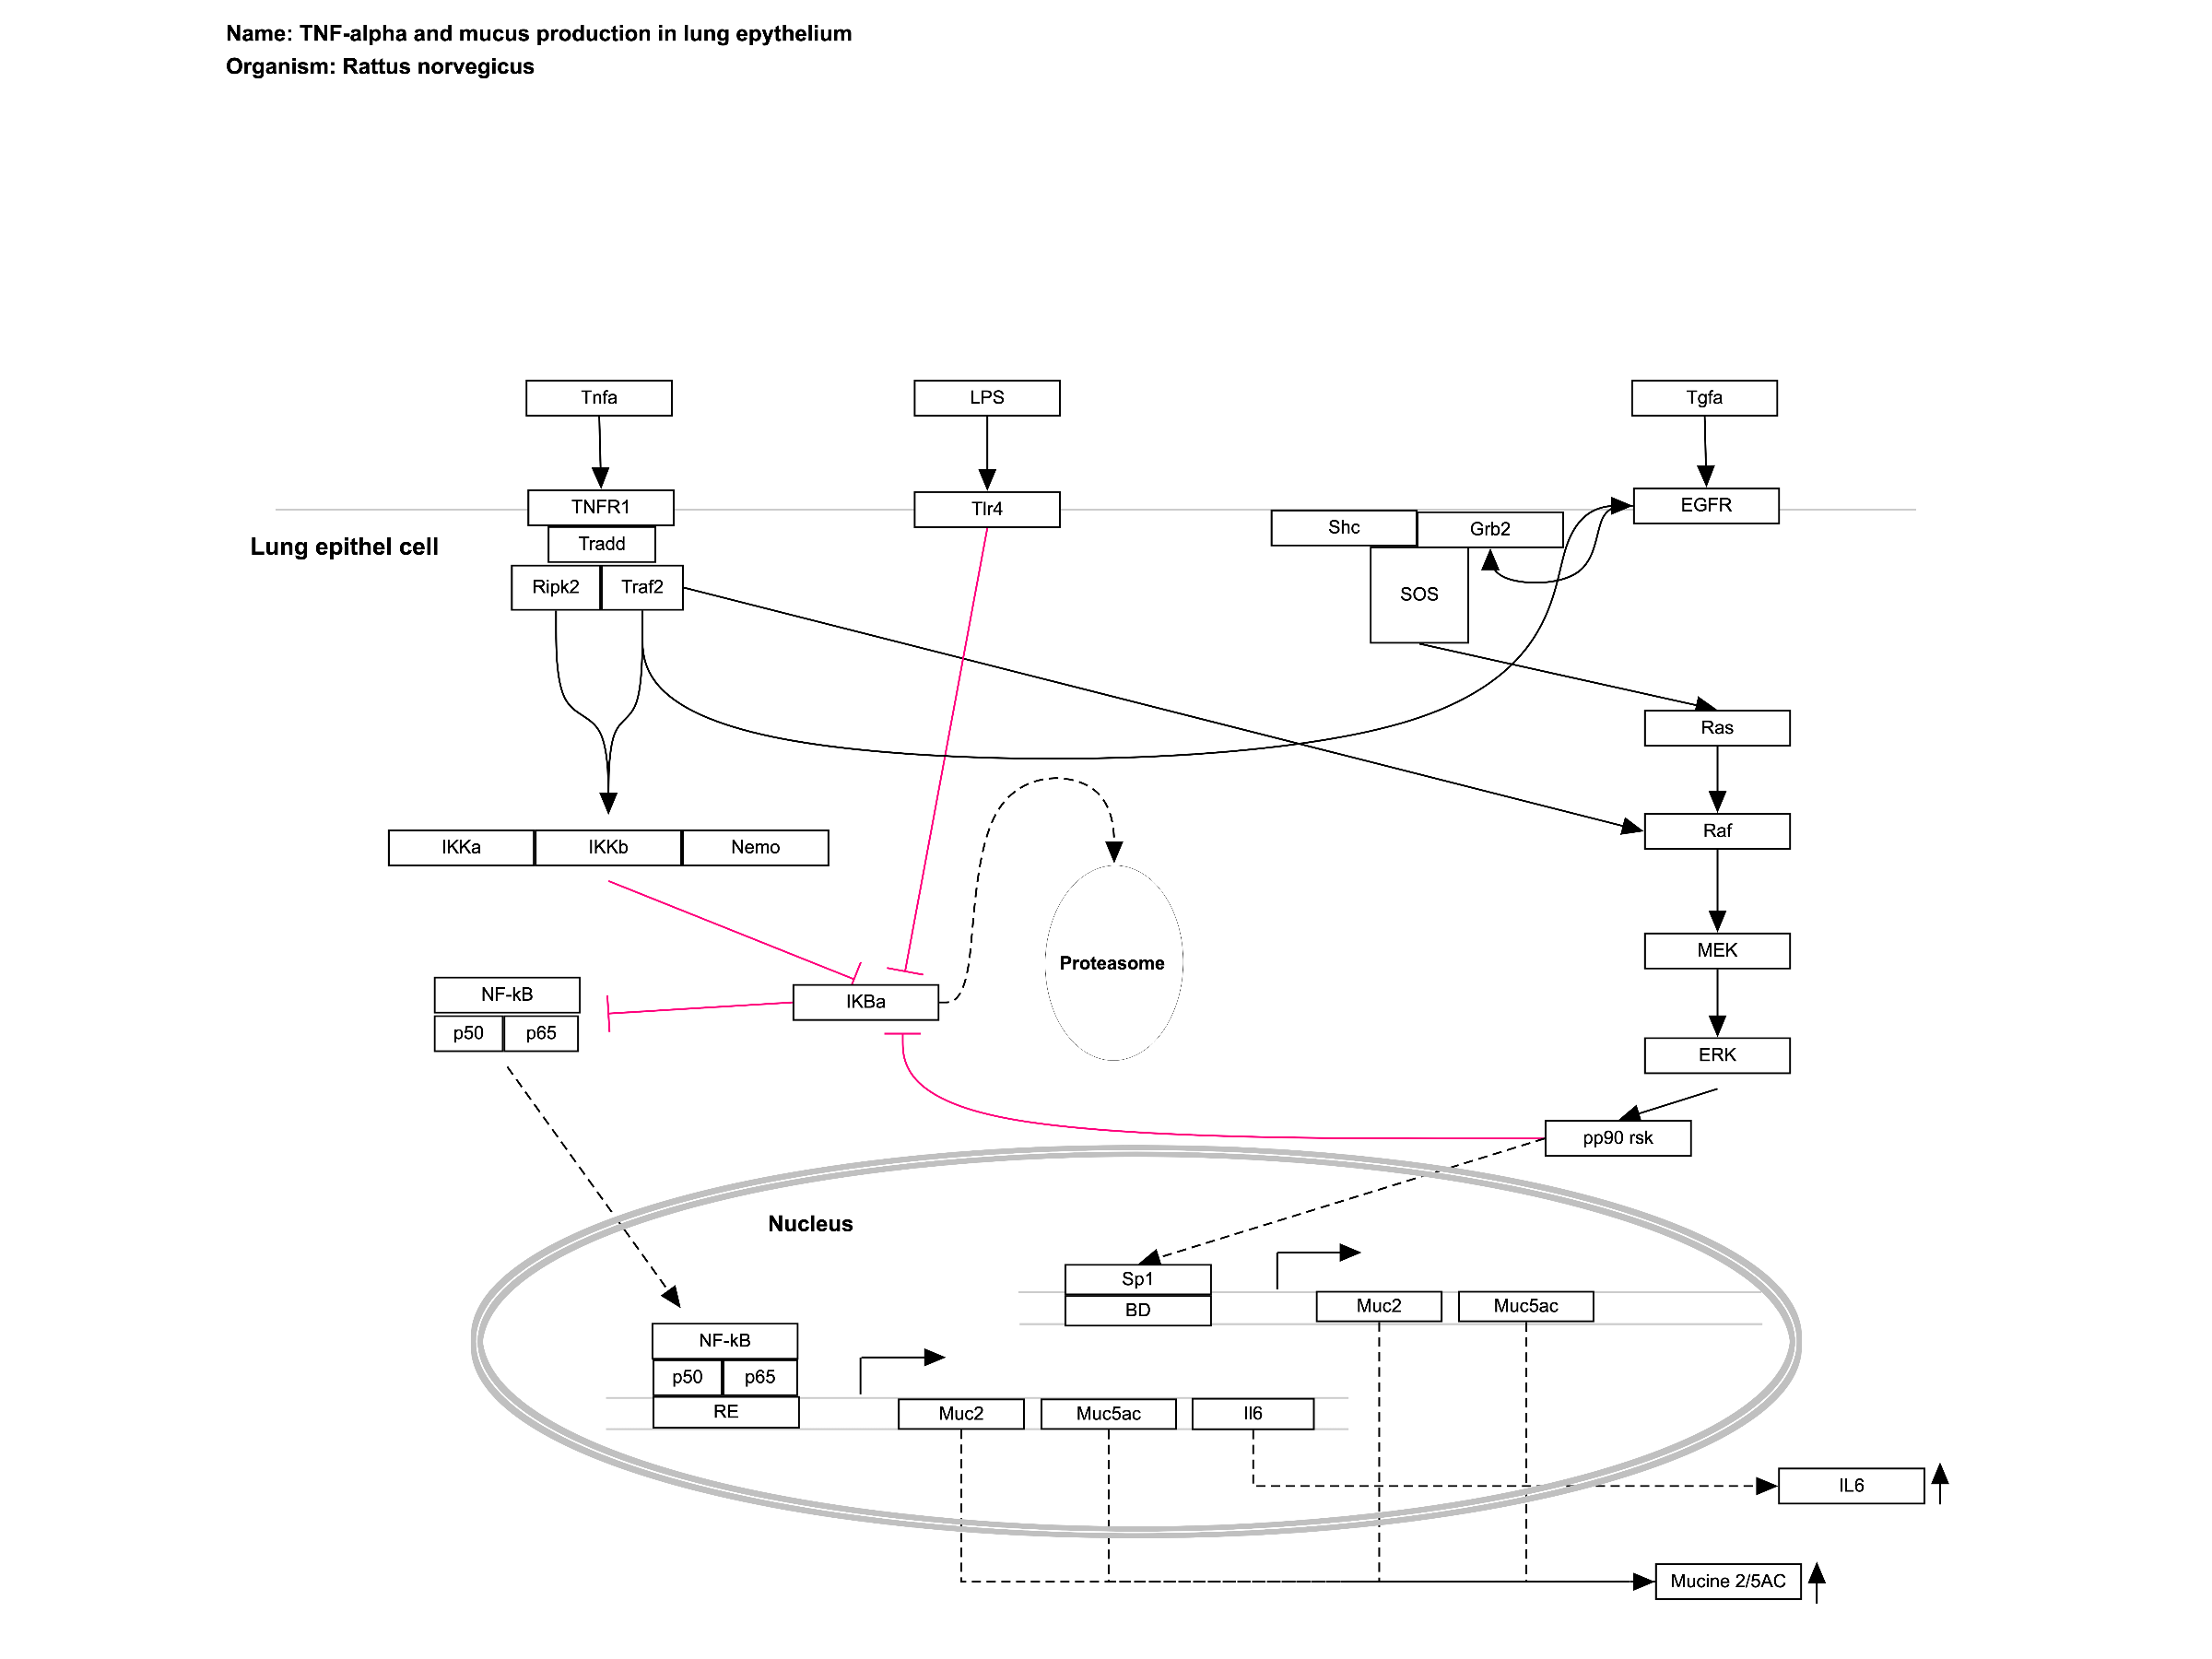 Name: TNF-alpha and mucus production in lung epythelium
Organism: Rattus norvegicus
Tnfa
LPS
Tgfa
TNFR1
Tlr4
EGFR
Shc
Grb2
Lung epithel cell
Tradd
Ripk2
Traf2
SOS
Ras
Raf
IKKa
IKKb
Nemo
MEK
Proteasome
NF-kB
IKBa
p50
p65
ERK
pp90 rsk
Nucleus
Sp1
BD
Muc2
Muc5ac
NF-kB
p50
p65
RE
Muc2
Muc5ac
Il6
IL6
Mucine 2/5AC